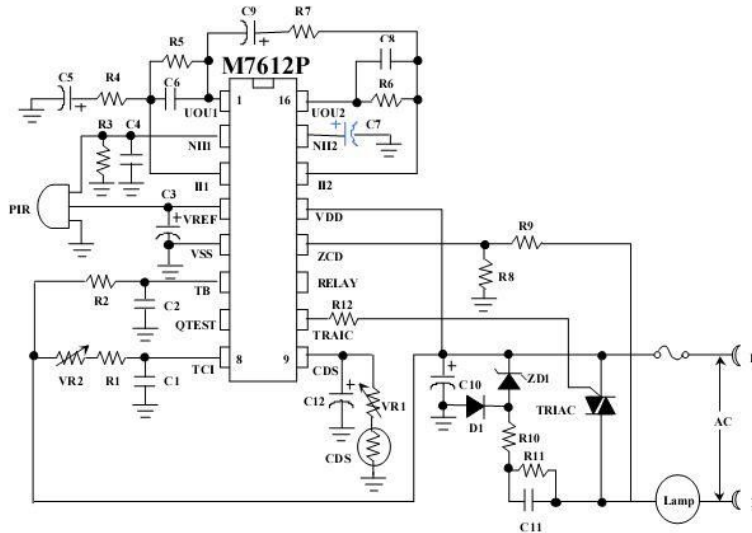 C9
R7
R5
C8
M7612P
C5
R4
C6
R6
1
16
UOU1
UOU2
R3
C4
C7
NII1
NII2
II1
II2
PIR
C3
VREF
VDD
R9
VSS
ZCD
R8
R2
TB
RELAY
C2
R12
QTEST
TRAIC
8
9
TCI
CDS
VR2
R1
C1
C10
ZD1
C12
VR1
D1
TRIAC
AC
R10
R11
CDS
Lamp
C11